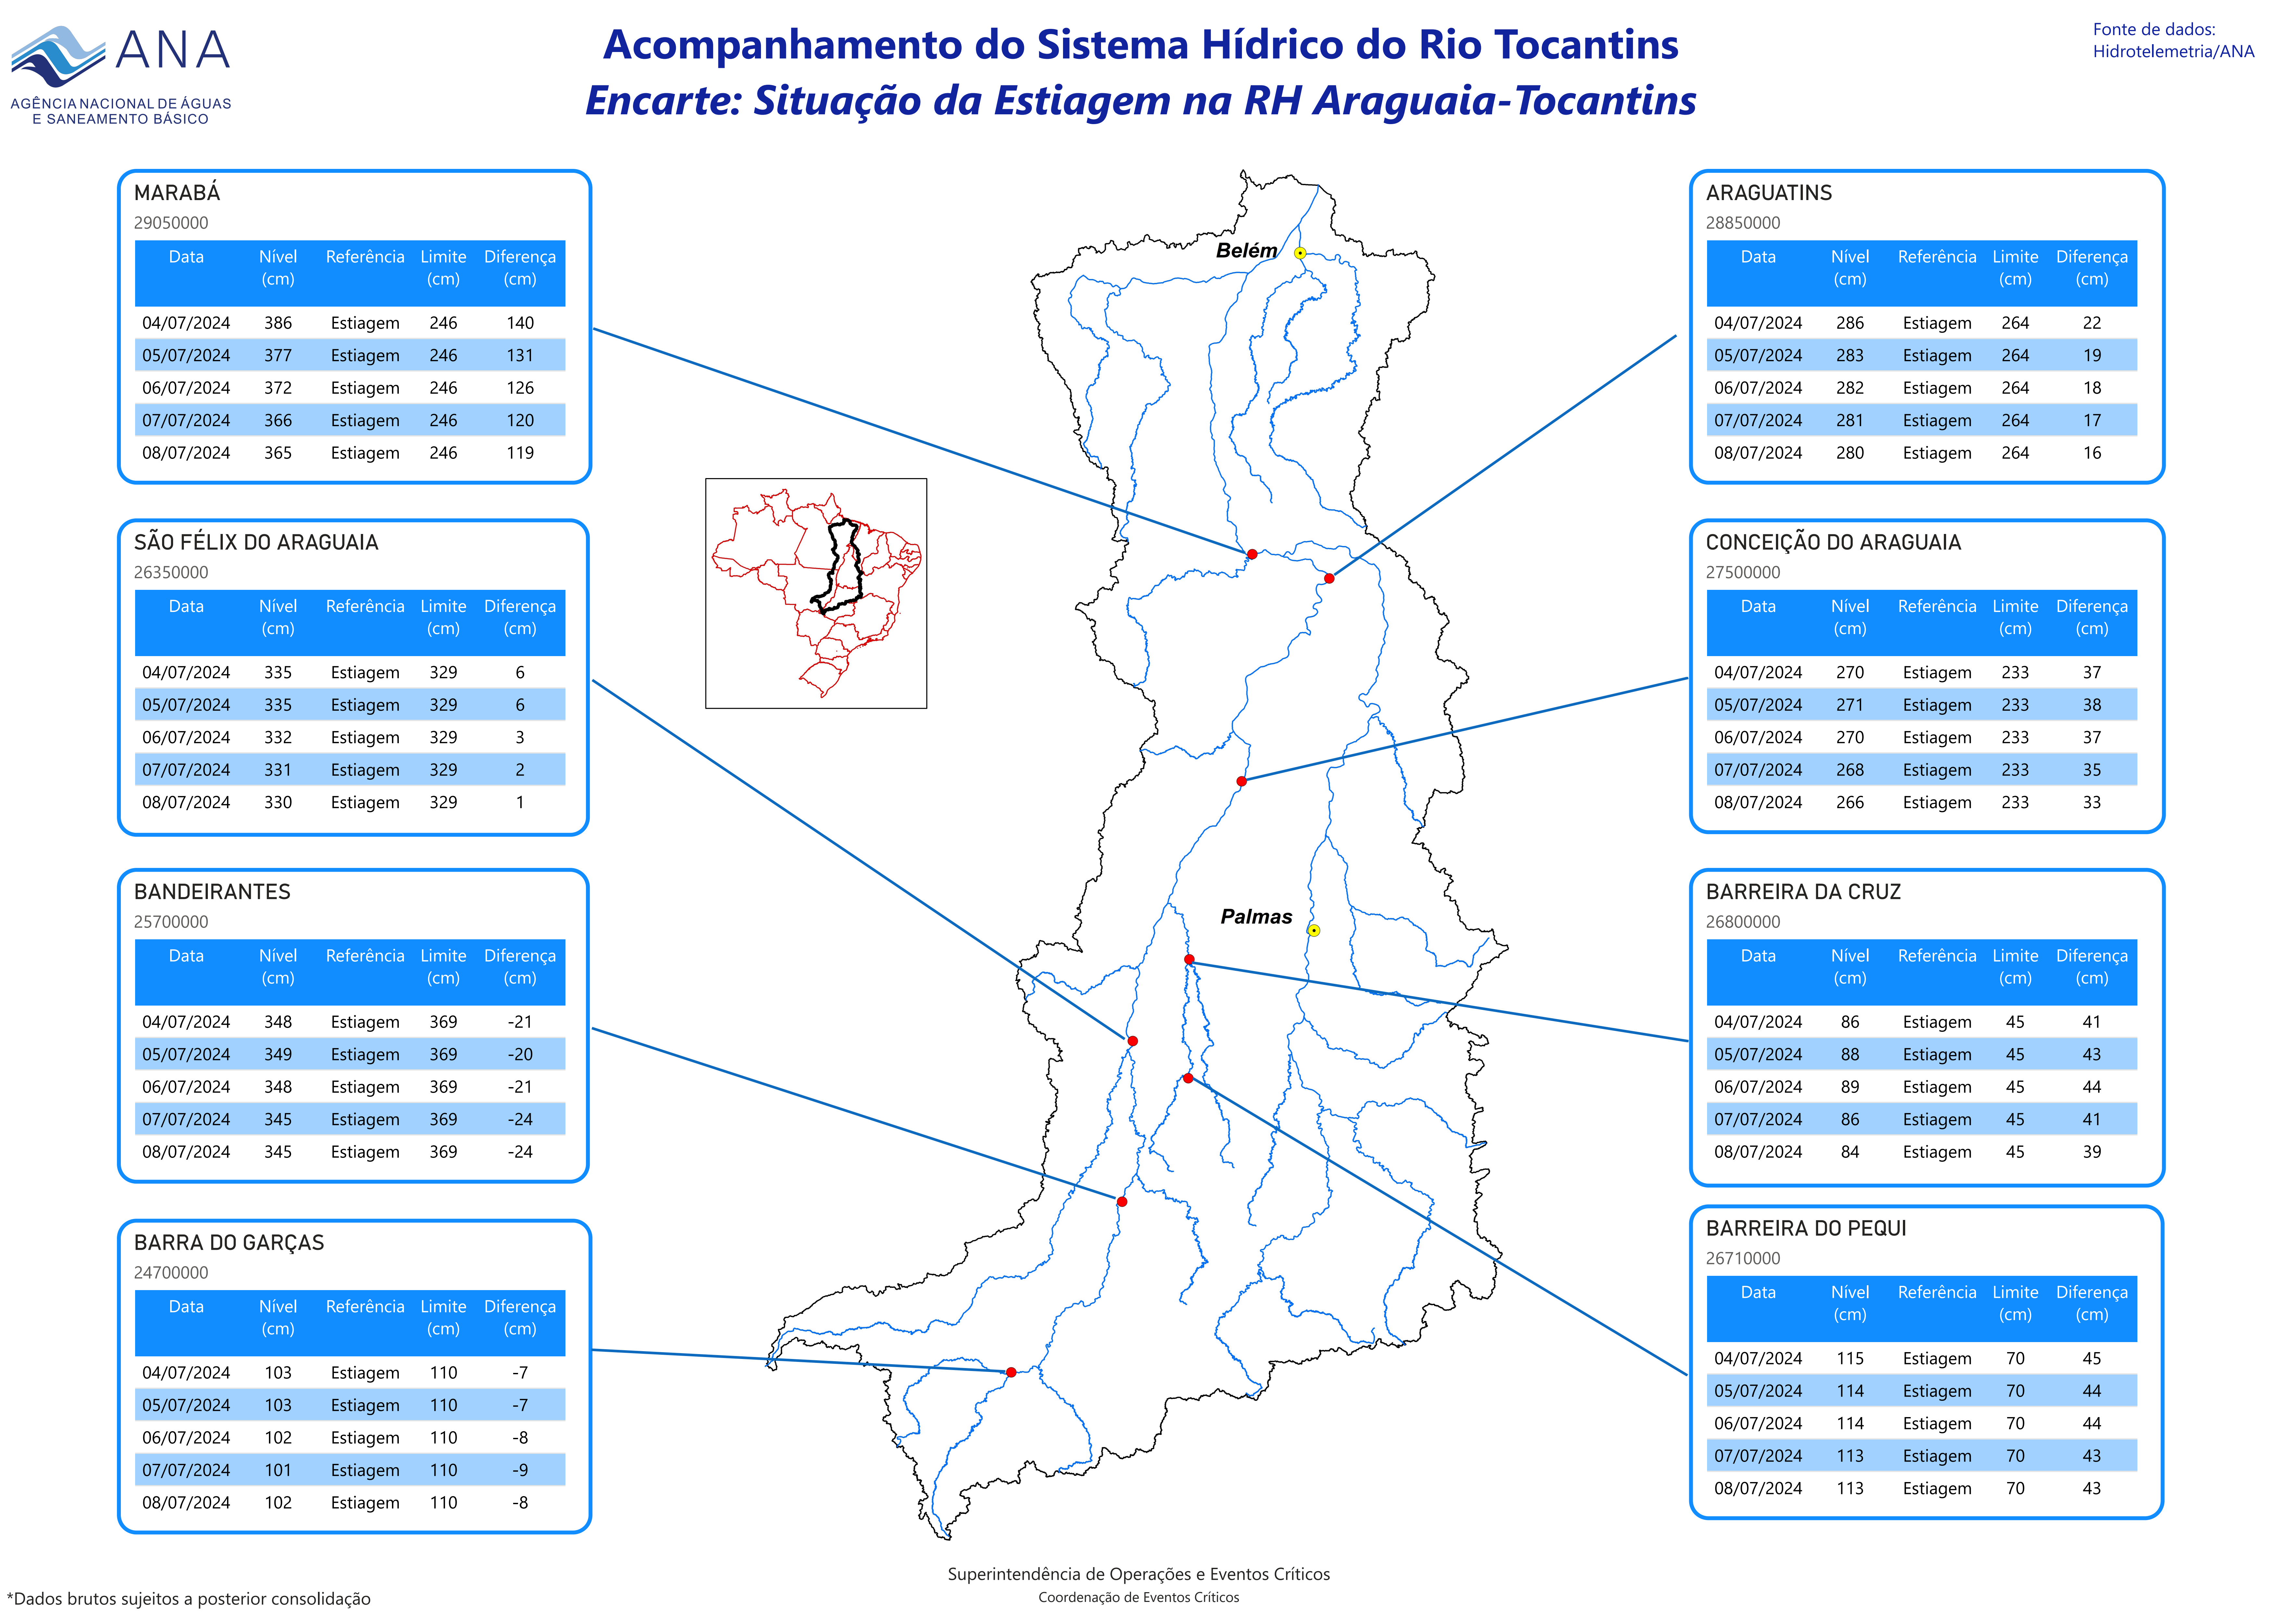 ANA
AGÊNCIA NACIONAL DE ÁGUAS
E SANEAMENTO BÁSICO
Acompanhamento do Sistema Hídrico do Rio Tocantins
Encarte: Situação da Estiagem na RH Araguaia-Tocantins
Fonte de dados:
Hidrotelemetria/ANA
MARABÁ
29050000
Data Nível (cm) Referência Limite (cm) Diferença (cm)
04/07/2024 386 Estiagem 246 140
05/07/2024 377 Estiagem 246 131
06/07/2024 372 Estiagem 246 126
07/07/2024 366 Estiagem 246 120
08/07/2024 365 Estiagem 246 119
SÃO FÉLIX DO ARAGUAIA
26350000
Data Nível (cm) Referência Limite (cm) Diferença (cm)
04/07/2024 335 Estiagem 329 6
05/07/2024 335 Estiagem 329 6
06/07/2024 332 Estiagem 329 3
07/07/2024 331 Estiagem 329 2
08/07/2024 330 Estiagem 329 1
BANDEIRANTES
25700000
Data Nível (cm) Referência Limite (cm) Diferença (cm)
04/07/2024 348 Estiagem 369 -21
05/07/2024 349 Estiagem 369 -20
06/07/2024 348 Estiagem 369 -21
07/07/2024 345 Estiagem 369 -24
08/07/2024 345 Estiagem 369 -24
BARRA DO GARÇAS
24700000
Data Nível (cm) Referência Limite (cm) Diferença (cm)
04/07/2024 103 Estiagem 110 -7
05/07/2024 103 Estiagem 110 -7
06/07/2024 102 Estiagem 110 -8
07/07/2024 101 Estiagem 110 -9
08/07/2024 102 Estiagem 110 -8
Belém
Palmas
ARAGUATINS
28850000
Data Nível (cm) Referência Limite (cm) Diferença (cm)
04/07/2024 286 Estiagem 264 22
05/07/2024 283 Estiagem 264 19
06/07/2024 282 Estiagem 264 18
07/07/2024 281 Estiagem 264 17
08/07/2024 280 Estiagem 264 16
CONCEIÇÃO DO ARAGUAIA
27500000
Data Nível (cm) Referência Limite (cm) Diferença (cm)
04/07/2024 270 Estiagem 233 37
05/07/2024 271 Estiagem 233 38
06/07/2024 270 Estiagem 233 37
07/07/2024 268 Estiagem 233 35
08/07/2024 266 Estiagem 233 33
BARREIRA DA CRUZ
26800000
Data Nível (cm) Referência Limite (cm) Diferença (cm)
04/07/2024 86 Estiagem 45 41
05/07/2024 88 Estiagem 45 43
06/07/2024 89 Estiagem 45 44
07/07/2024 86 Estiagem 45 41
08/07/2024 84 Estiagem 45 39
BARREIRA DO PEQUI
26710000
Data Nível (cm) Referência Limite (cm) Diferença (cm)
04/07/2024 115 Estiagem 70 45
05/07/2024 114 Estiagem 70 44
06/07/2024 114 Estiagem 70 44
07/07/2024 113 Estiagem 70 43
08/07/2024 113 Estiagem 70 43
Superintendência de Operações e Eventos Críticos
Coordenação de Eventos Críticos
*Dados brutos sujeitos a posterior consolidação